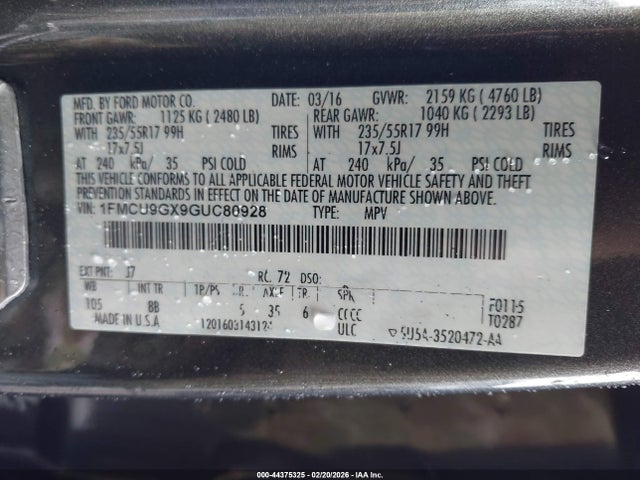 MFD. BY FORD MOTOR CO. DATE: 03/16 GVWR: 2159 KG ( 4760 LB)
FRONT GAWR: 1125 KG ( 2480 LB) REAR GAWR: 1040 KG ( 2293 LB)
WITH 235/55R17 99H TIRES WITH 235/55R17 99H TIRES
17x7.5J RIMS 17x7.5J RIMS
AT 240 kPa/ 35 PSI COLD AT 240 kPa/ 35 PSI COLD
THIS VEHICLE CONFORMS TO ALL APPLICABLE FEDERAL MOTOR VEHICLE SAFETY AND THEFT
PREVENTION STANDARDS IN EFFECT ON THE DATE OF MANUFACTURE SHOWN ABOVE.
VIN: 1FMCU9GX9GUC80928 TYPE: MPV
EXT PNT: J7 RC: 72 DSO:
WB INT TR TP/PS R AXLE TR SPR
105 8B 5 35 6 CCCC F0115
MADE IN U.S.A ULC T0287
5U5A-3520472-AA
000-44375325 - 02/20/2026 - IAA Inc.